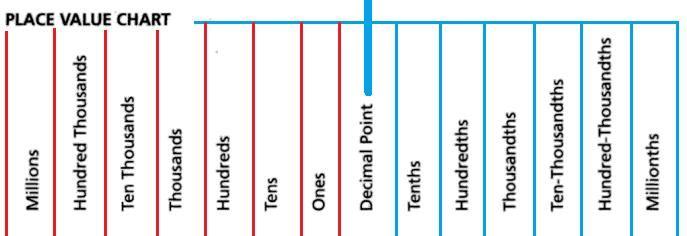 PLACE VALUE CHART
Millions
Hundred Thousands
Ten Thousands
Thousands
Hundreds
Tens
Ones
Decimal Point
Tenths
Hundredths
Thousandths
Ten-Thousandths
Hundred-Thousandths
Millionths